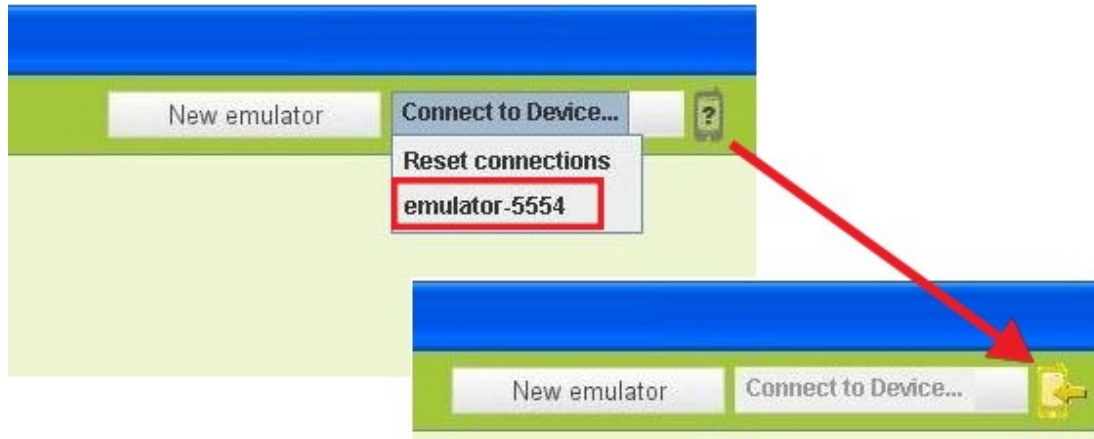 New emulator
Connect to Device...
?
Reset connections
emulator-5554
New emulator
Connect to Device...